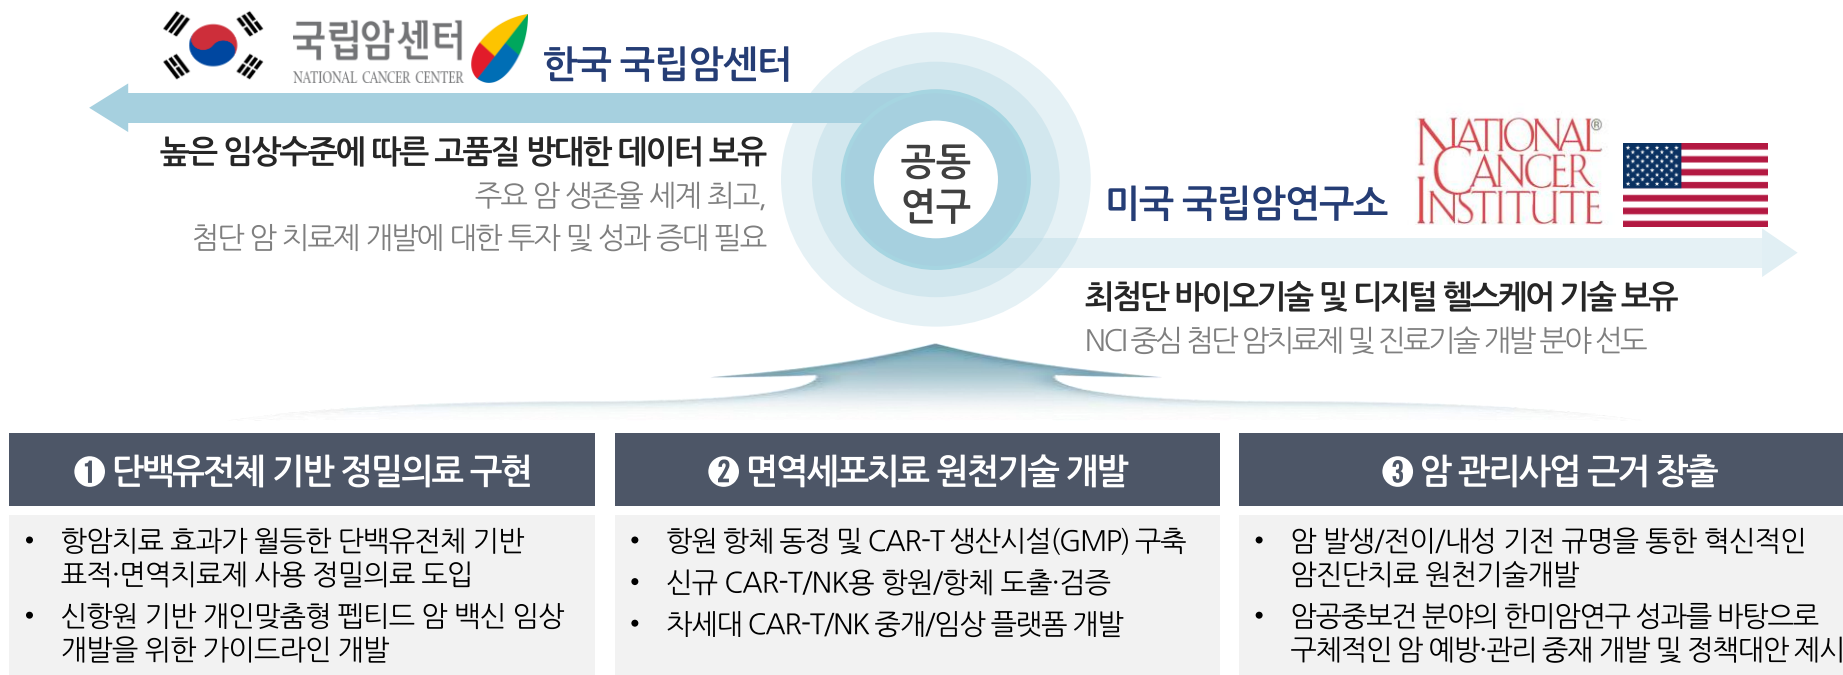 국립암센터
NATIONAL CANCER CENTER
한국 국립암센터
높은 임상수준에 따른 고품질 방대한 데이터 보유
주요 암 생존율 세계 최고,
첨단 암 치료제 개발에 대한 투자 및 성과 증대 필요
공동
연구
미국 국립암연구소
NATIONAL®
CANCER
INSTITUTE
최첨단 바이오기술 및 디지털 헬스케어 기술 보유
NCI 중심 첨단 암치료제 및 진료기술 개발 분야 선도
❶ 단백유전체 기반 정밀의료 구현
• 항암치료 효과가 월등한 단백유전체 기반
표적·면역치료제 사용 정밀의료 도입
• 신항원 기반 개인맞춤형 펩티드 암 백신 임상
개발을 위한 가이드라인 개발
❷ 면역세포치료 원천기술 개발
• 항원 항체 동정 및 CAR-T 생산시설(GMP) 구축
• 신규 CAR-T/NK용 항원/항체 도출·검증
• 차세대 CAR-T/NK 중개/임상 플랫폼 개발
❸ 암 관리사업 근거 창출
• 암 발생/전이/내성 기전 규명을 통한 혁신적인
암진단치료 원천기술개발
• 암공중보건 분야의 한미암연구 성과를 바탕으로
구체적인 암 예방·관리 중재 개발 및 정책대안 제시